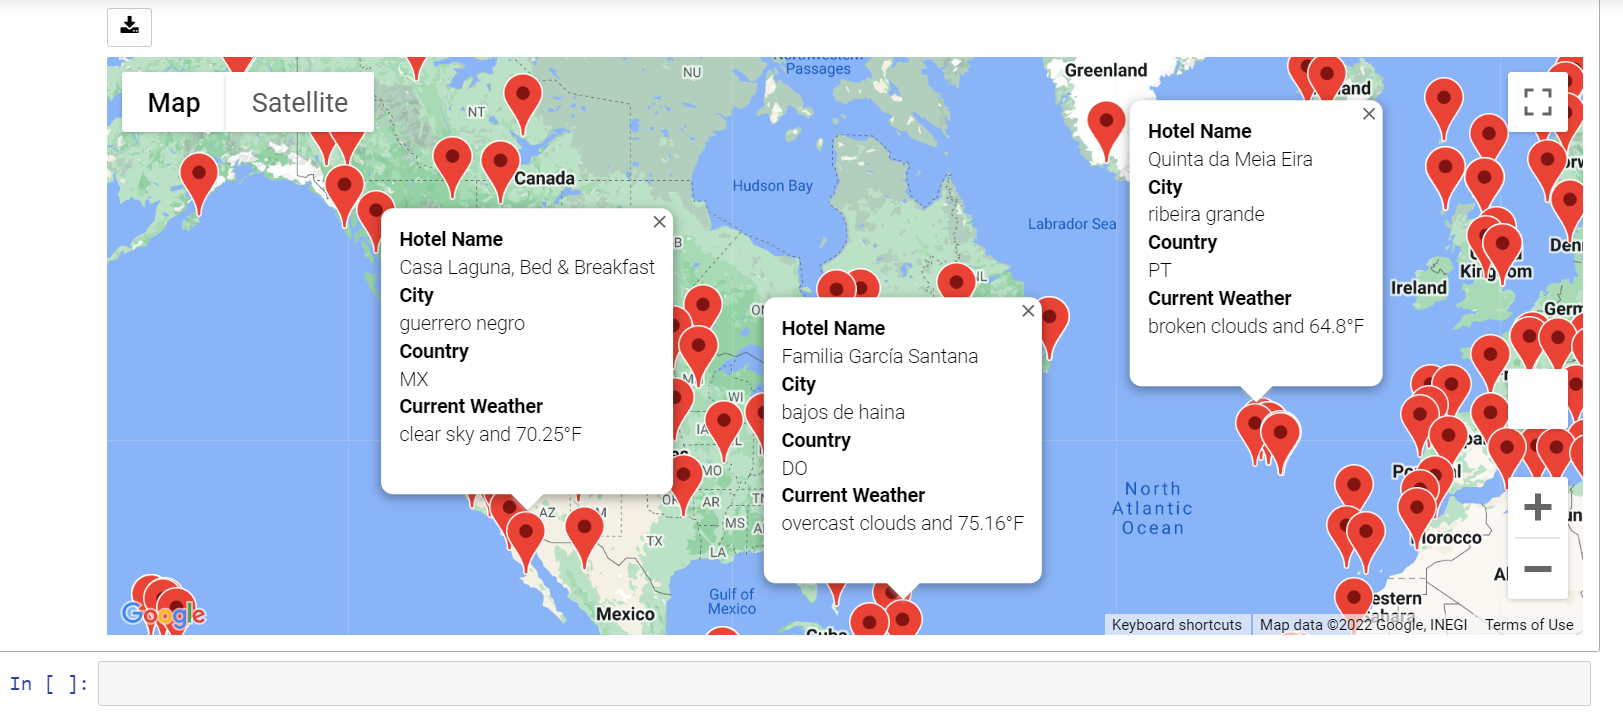 Map
Satellite
NU
Northwestern
Passages
Greenland
NT
Canada
Hudson Bay
Labrador Sea
Hotel Name
Casa Laguna, Bed & Breakfast
City
guerrero negro
Country
MX
Current Weather
clear sky and 70.25°F
Hotel Name
Familia García Santana
City
bajos de haina
Country
DO
Current Weather
overcast clouds and 75.16°F
Hotel Name
Quinta da Meia Eira
City
ribeira grande
Country
PT
Current Weather
broken clouds and 64.8°F
NL
Ireland
Kingdom
WI
IA
MO
AR
MS
LA
TX
AZ
North
Atlantic
Ocean
Gulf of
Mexico
Mexico
Cuba
Google
Keyboard shortcuts
Map data ©2022 Google, INEGI
Terms of Use
In [ ]: